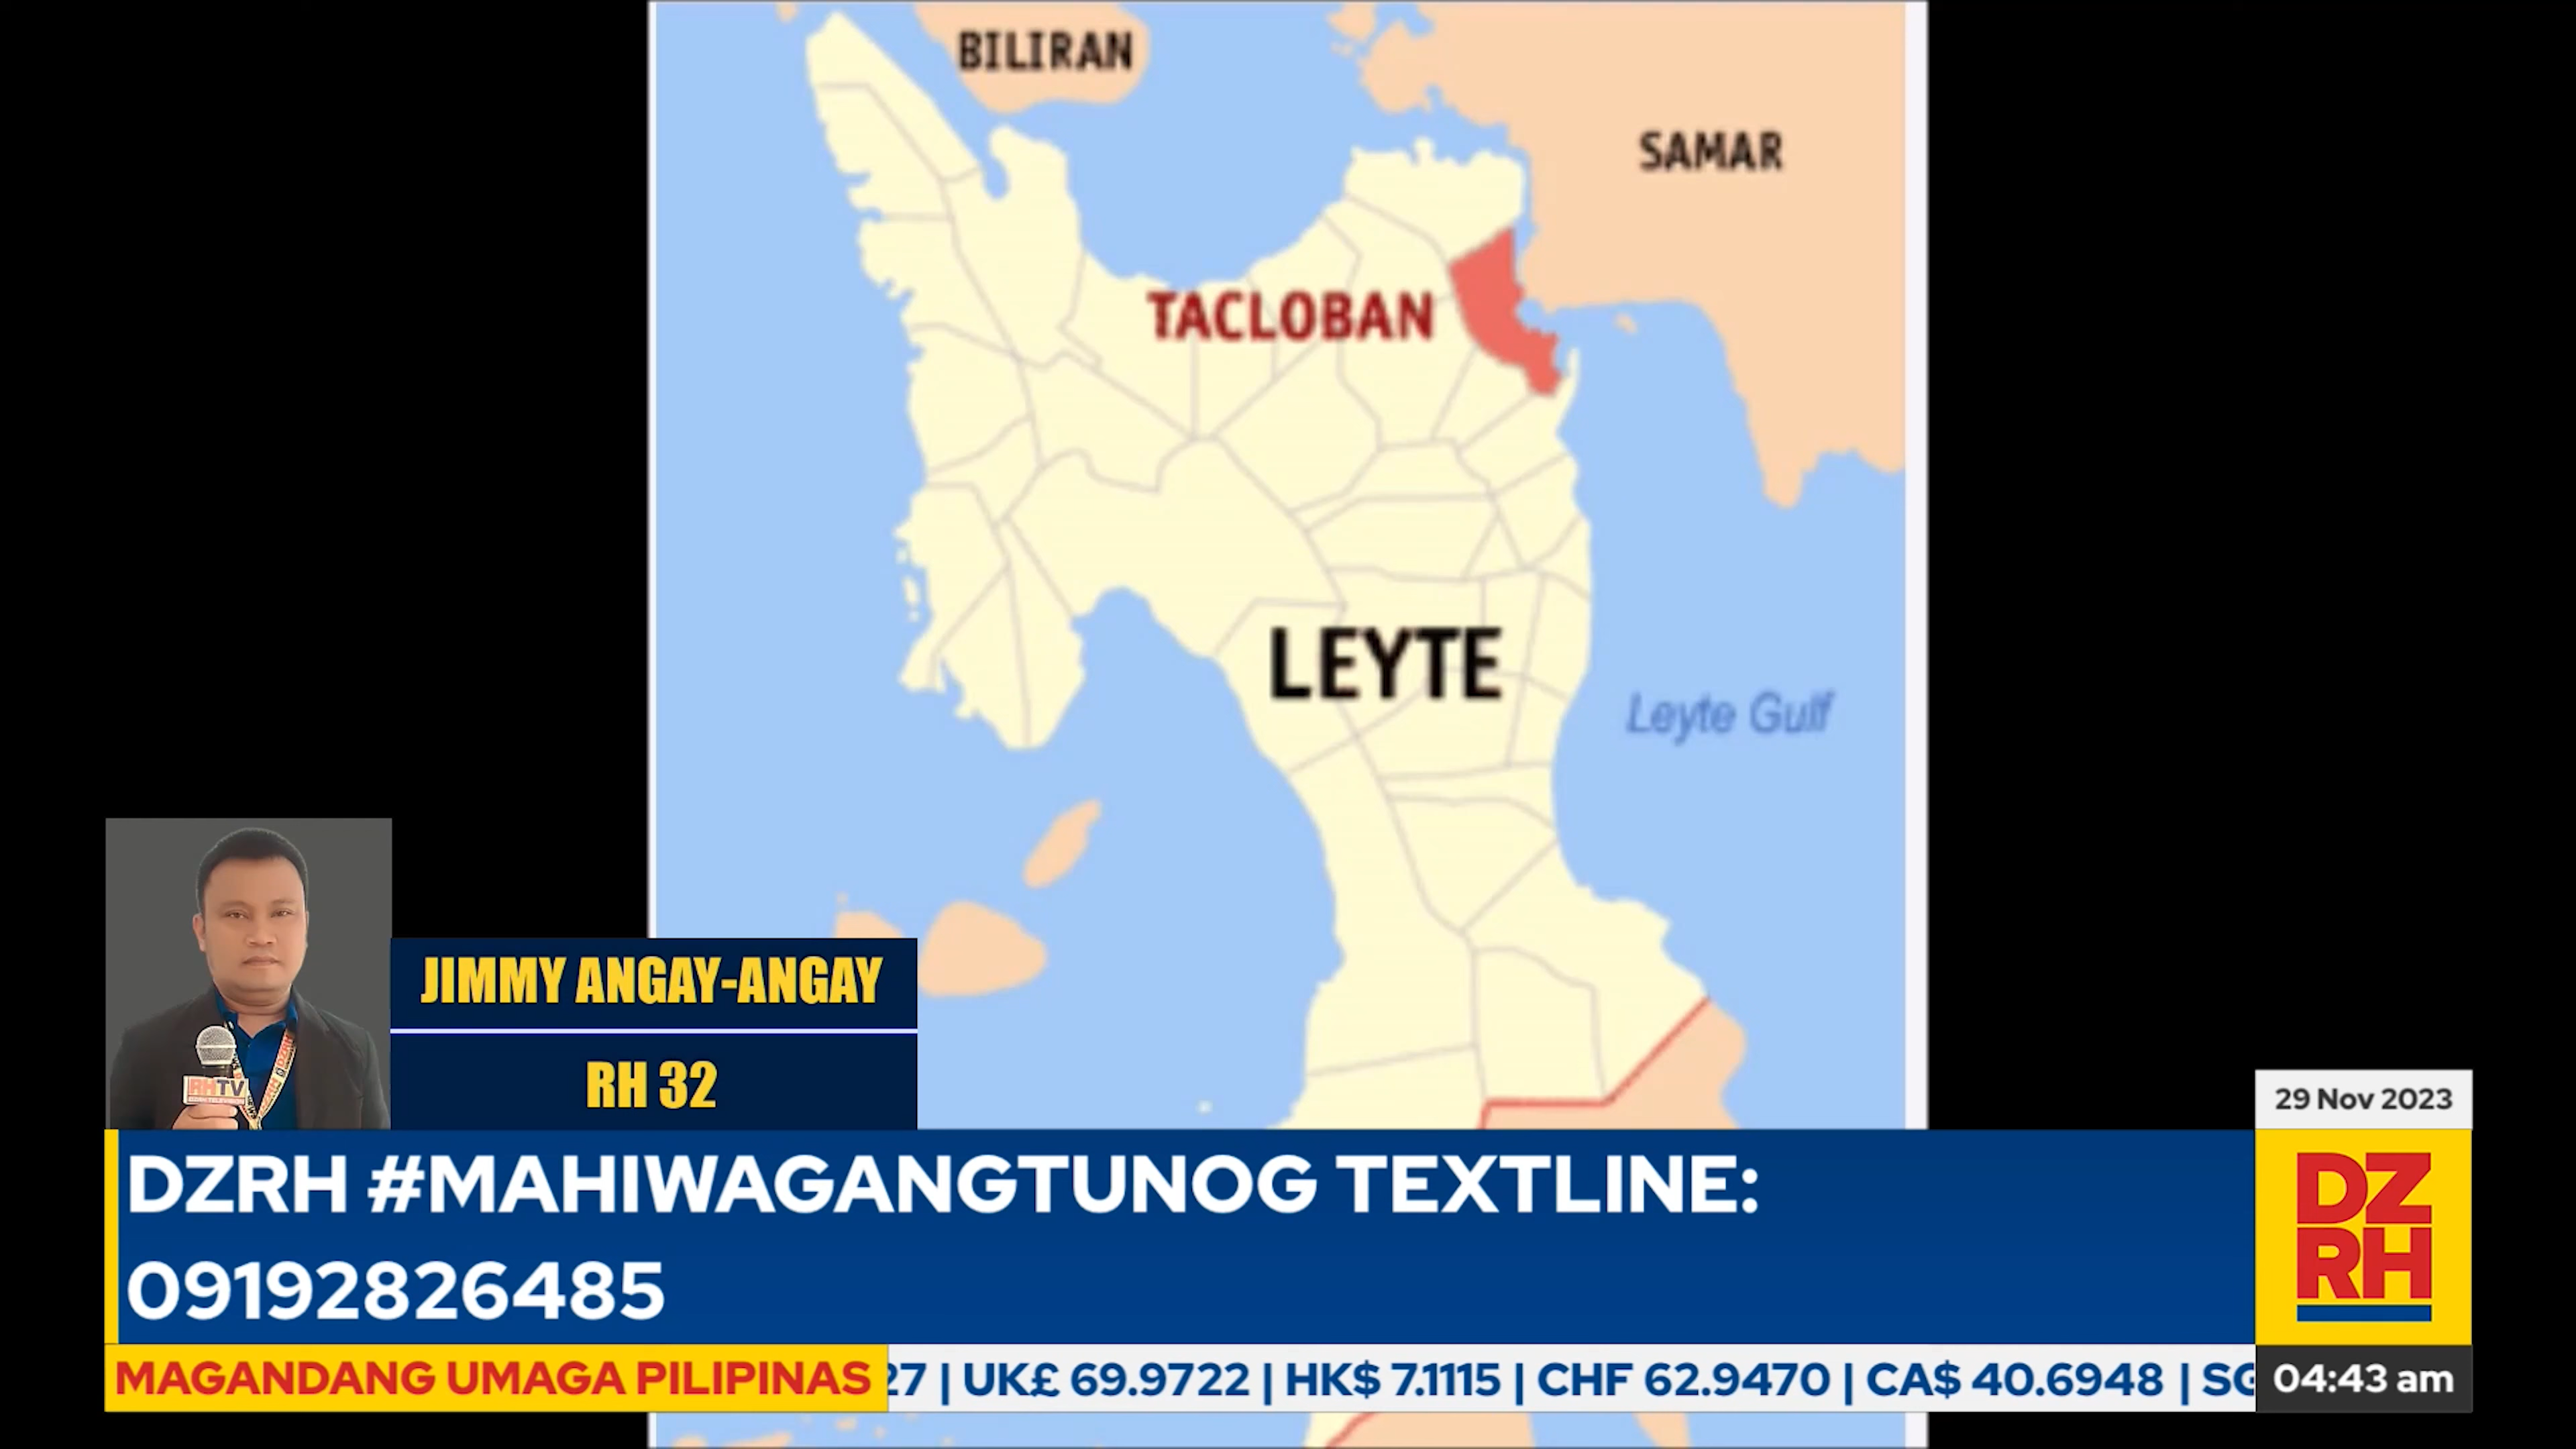 BILIRAN
SAMAR
TACLOBAN
LEYTE
Leyte Gulf
RHTV
JIMMY ANGAY-ANGAY
RH 32
29 Nov 2023
DZRH #MAHIWAGANGTUNOG TEXTLINE:
09192826485
DZ
RH
MAGANDANG UMAGA PILIPINAS
27 | UK£ 69.9722 | HK$ 7.1115 | CHF 62.9470 | CA$ 40.6948 | SG
04:43 am